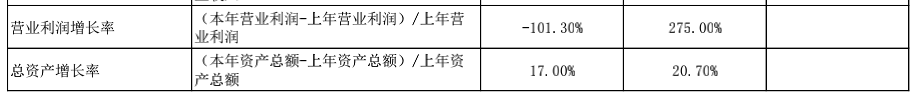 营业利润增长率 (本年营业利润-上年营业利润)/上年营业利润 -101.30% 275.00%
总资产增长率 (本年资产总额-上年资产总额)/上年资产总额 17.00% 20.70%